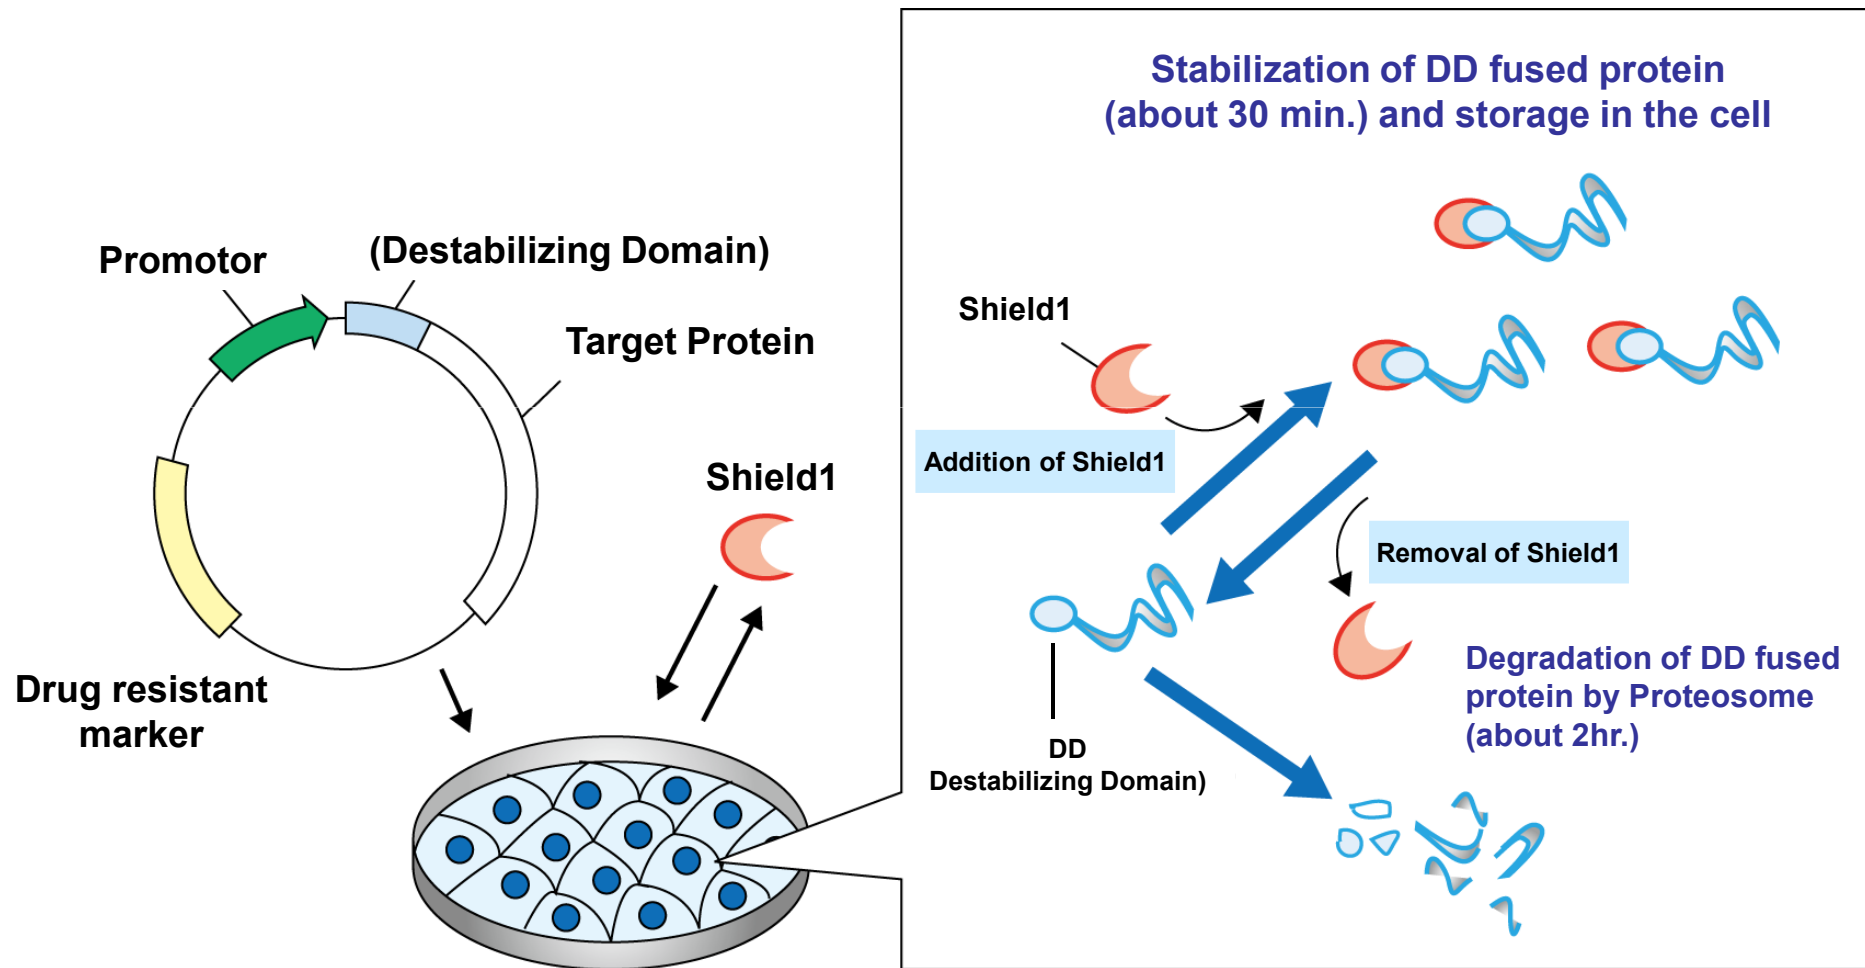 Promotor
(Destabilizing Domain)
Target Protein
Drug resistant
marker
Shield1
Stabilization of DD fused protein
(about 30 min.) and storage in the cell
Shield1
Addition of Shield1
Removal of Shield1
DD
Destabilizing Domain)
Degradation of DD fused
protein by Proteosome
(about 2hr.)